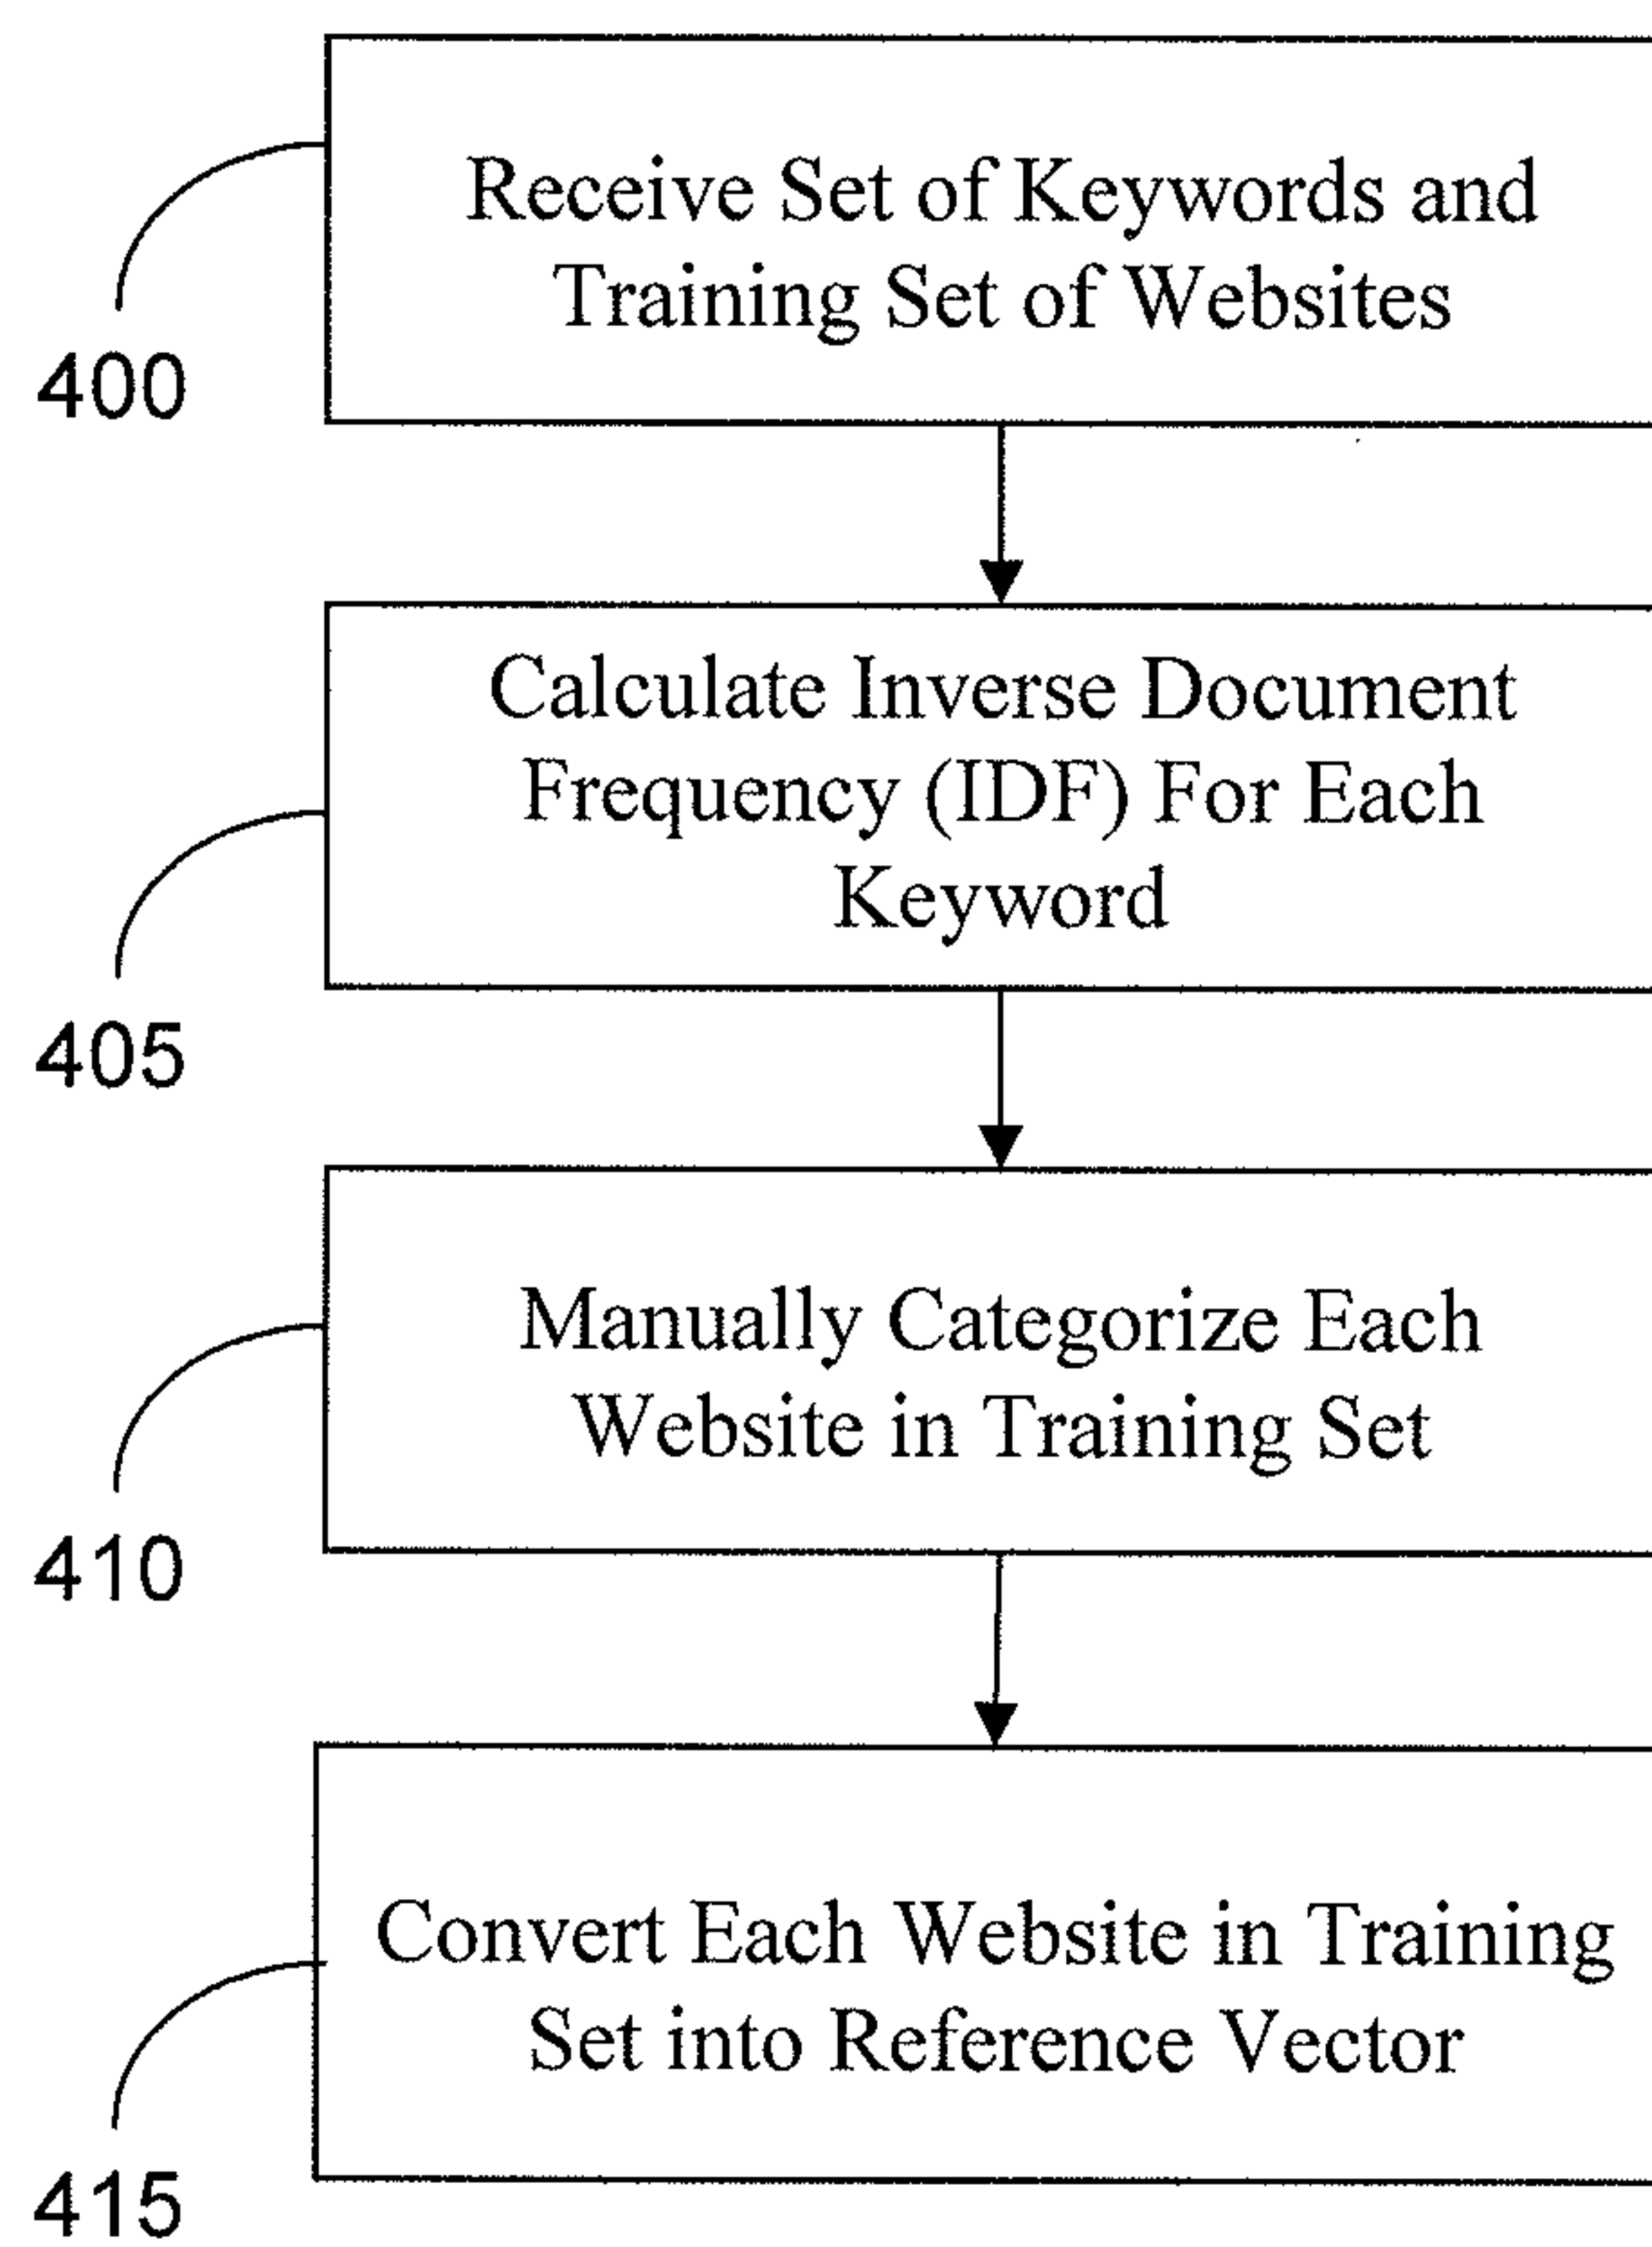 Receive Set of Keywords and
Training Set of Websites
400
Calculate Inverse Document
Frequency (IDF) For Each
Keyword
405
Manually Categorize Each
Website in Training Set
410
Convert Each Website in Training
Set into Reference Vector
415